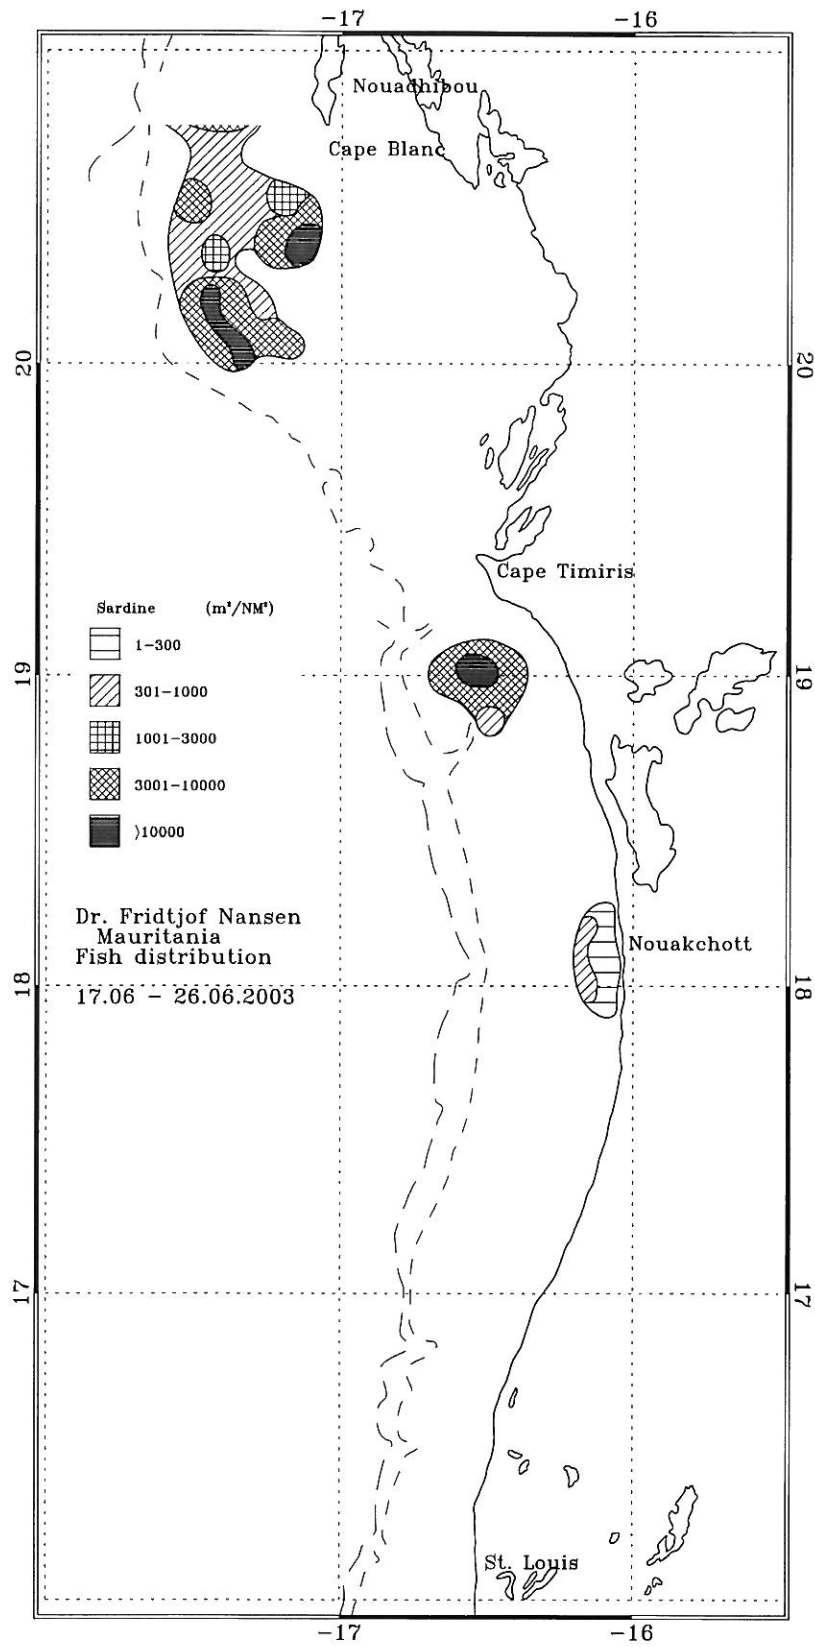 -17 -16
Nouadhibou
Cape Blanc
20 20
Cape Timiris
Sardine (m²/NM²)
1-300
19 19
301-1000
1001-3000
3001-10000
⟩10000
Dr. Fridtjof Nansen
Mauritania
Fish distribution
Nouakchott
18 18
17.06 - 26.06.2003
17 17
St. Louis
-17 -16